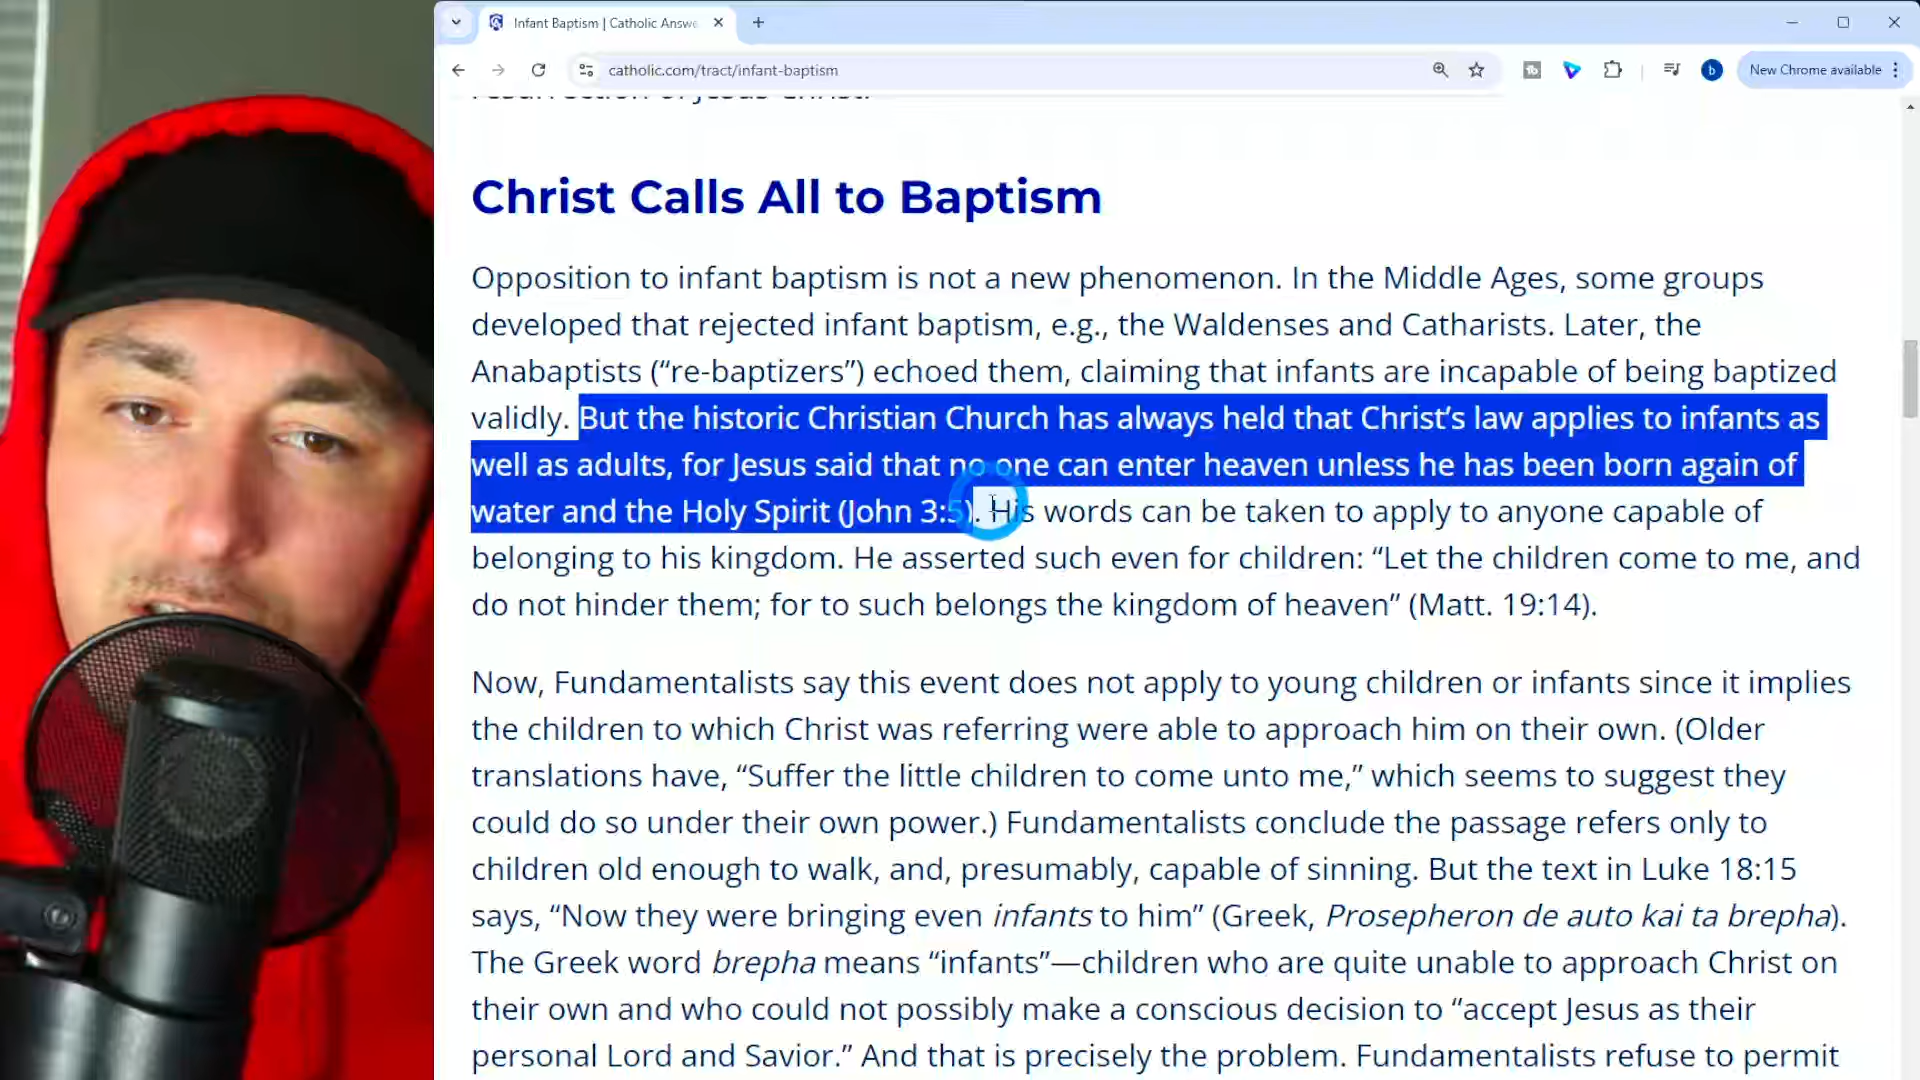 Infant Baptism | Catholic Answe
catholic.com/tract/infant-baptism
New Chrome available
Christ Calls All to Baptism
Opposition to infant baptism is not a new phenomenon. In the Middle Ages, some groups
developed that rejected infant baptism, e.g., the Waldenses and Catharists. Later, the
Anabaptists (“re-baptizers”) echoed them, claiming that infants are incapable of being baptized
validly. But the historic Christian Church has always held that Christ’s law applies to infants as
well as adults, for Jesus said that no one can enter heaven unless he has been born again of
water and the Holy Spirit (John 3:5). His words can be taken to apply to anyone capable of
belonging to his kingdom. He asserted such even for children: “Let the children come to me, and
do not hinder them; for to such belongs the kingdom of heaven” (Matt. 19:14).
Now, Fundamentalists say this event does not apply to young children or infants since it implies
the children to which Christ was referring were able to approach him on their own. (Older
translations have, “Suffer the little children to come unto me,” which seems to suggest they
could do so under their own power.) Fundamentalists conclude the passage refers only to
children old enough to walk, and, presumably, capable of sinning. But the text in Luke 18:15
says, “Now they were bringing even infants to him” (Greek, Prosepheron de auto kai ta brepha).
The Greek word brepha means “infants”—children who are quite unable to approach Christ on
their own and who could not possibly make a conscious decision to “accept Jesus as their
personal Lord and Savior.” And that is precisely the problem. Fundamentalists refuse to permit